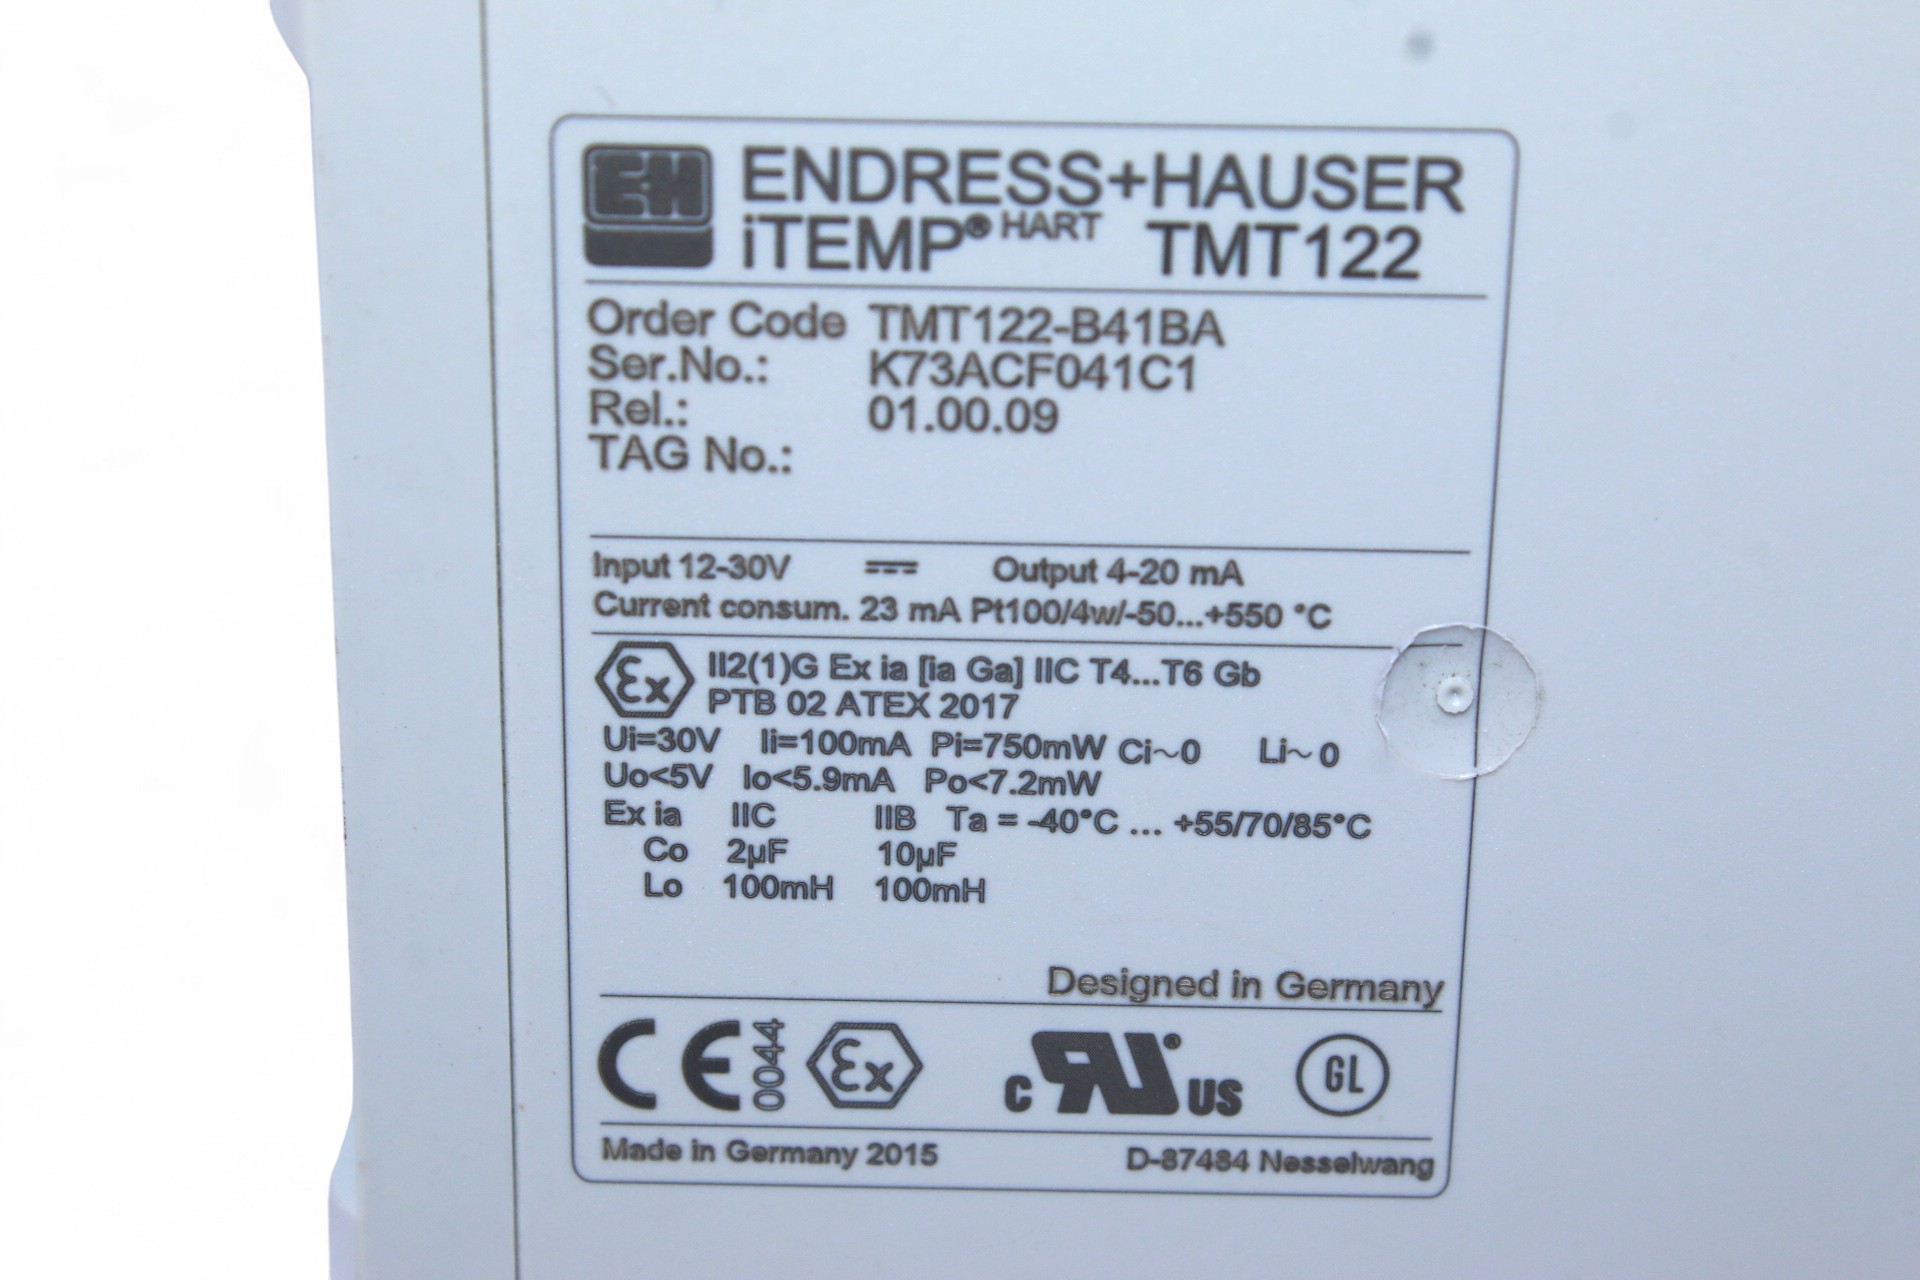 EH ENDRESS+HAUSER
iTEMP® HART TMT122
Order Code TMT122-B41BA
Ser.No.: K73ACF041C1
Rel.: 01.00.09
TAG No.:
Input 12-30V ⎓ Output 4-20 mA
Current consum. 23 mA Pt100/4w/-50...+550 °C
Ex II2(1)G Ex ia [ia Ga] IIC T4...T6 Gb
PTB 02 ATEX 2017
Ui=30V Ii=100mA Pi=750mW Ci~0 Li~ 0
Uo<5V Io<5.9mA Po<7.2mW
Ex ia IIC IIB Ta = -40°C ... +55/70/85°C
Co 2µF 10µF
Lo 100mH 100mH
Designed in Germany
CE 0044 Ex c RU® US GL
Made in Germany 2015 D-87484 Nesselwang